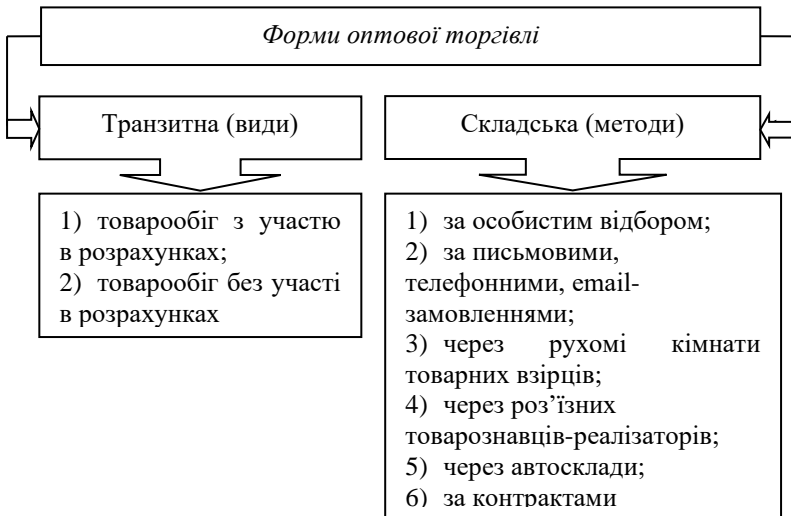 Форми оптової торгівлі
Транзитна (види)
Складська (методи)
1) товарообіг з участю
в розрахунках;
2) товарообіг без участі
в розрахунках
1) за особистим відбором;
2) за письмовими,
телефонними, email-
замовленнями;
3) через рухомі кімнати
товарних взірців;
4) через роз’їзних
товарознавців-реалізаторів;
5) через автосклади;
6) за контрактами